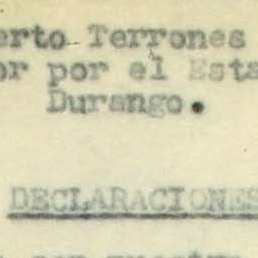 erto Terrones
or por el Esta
Durango.
DECLARACIONES